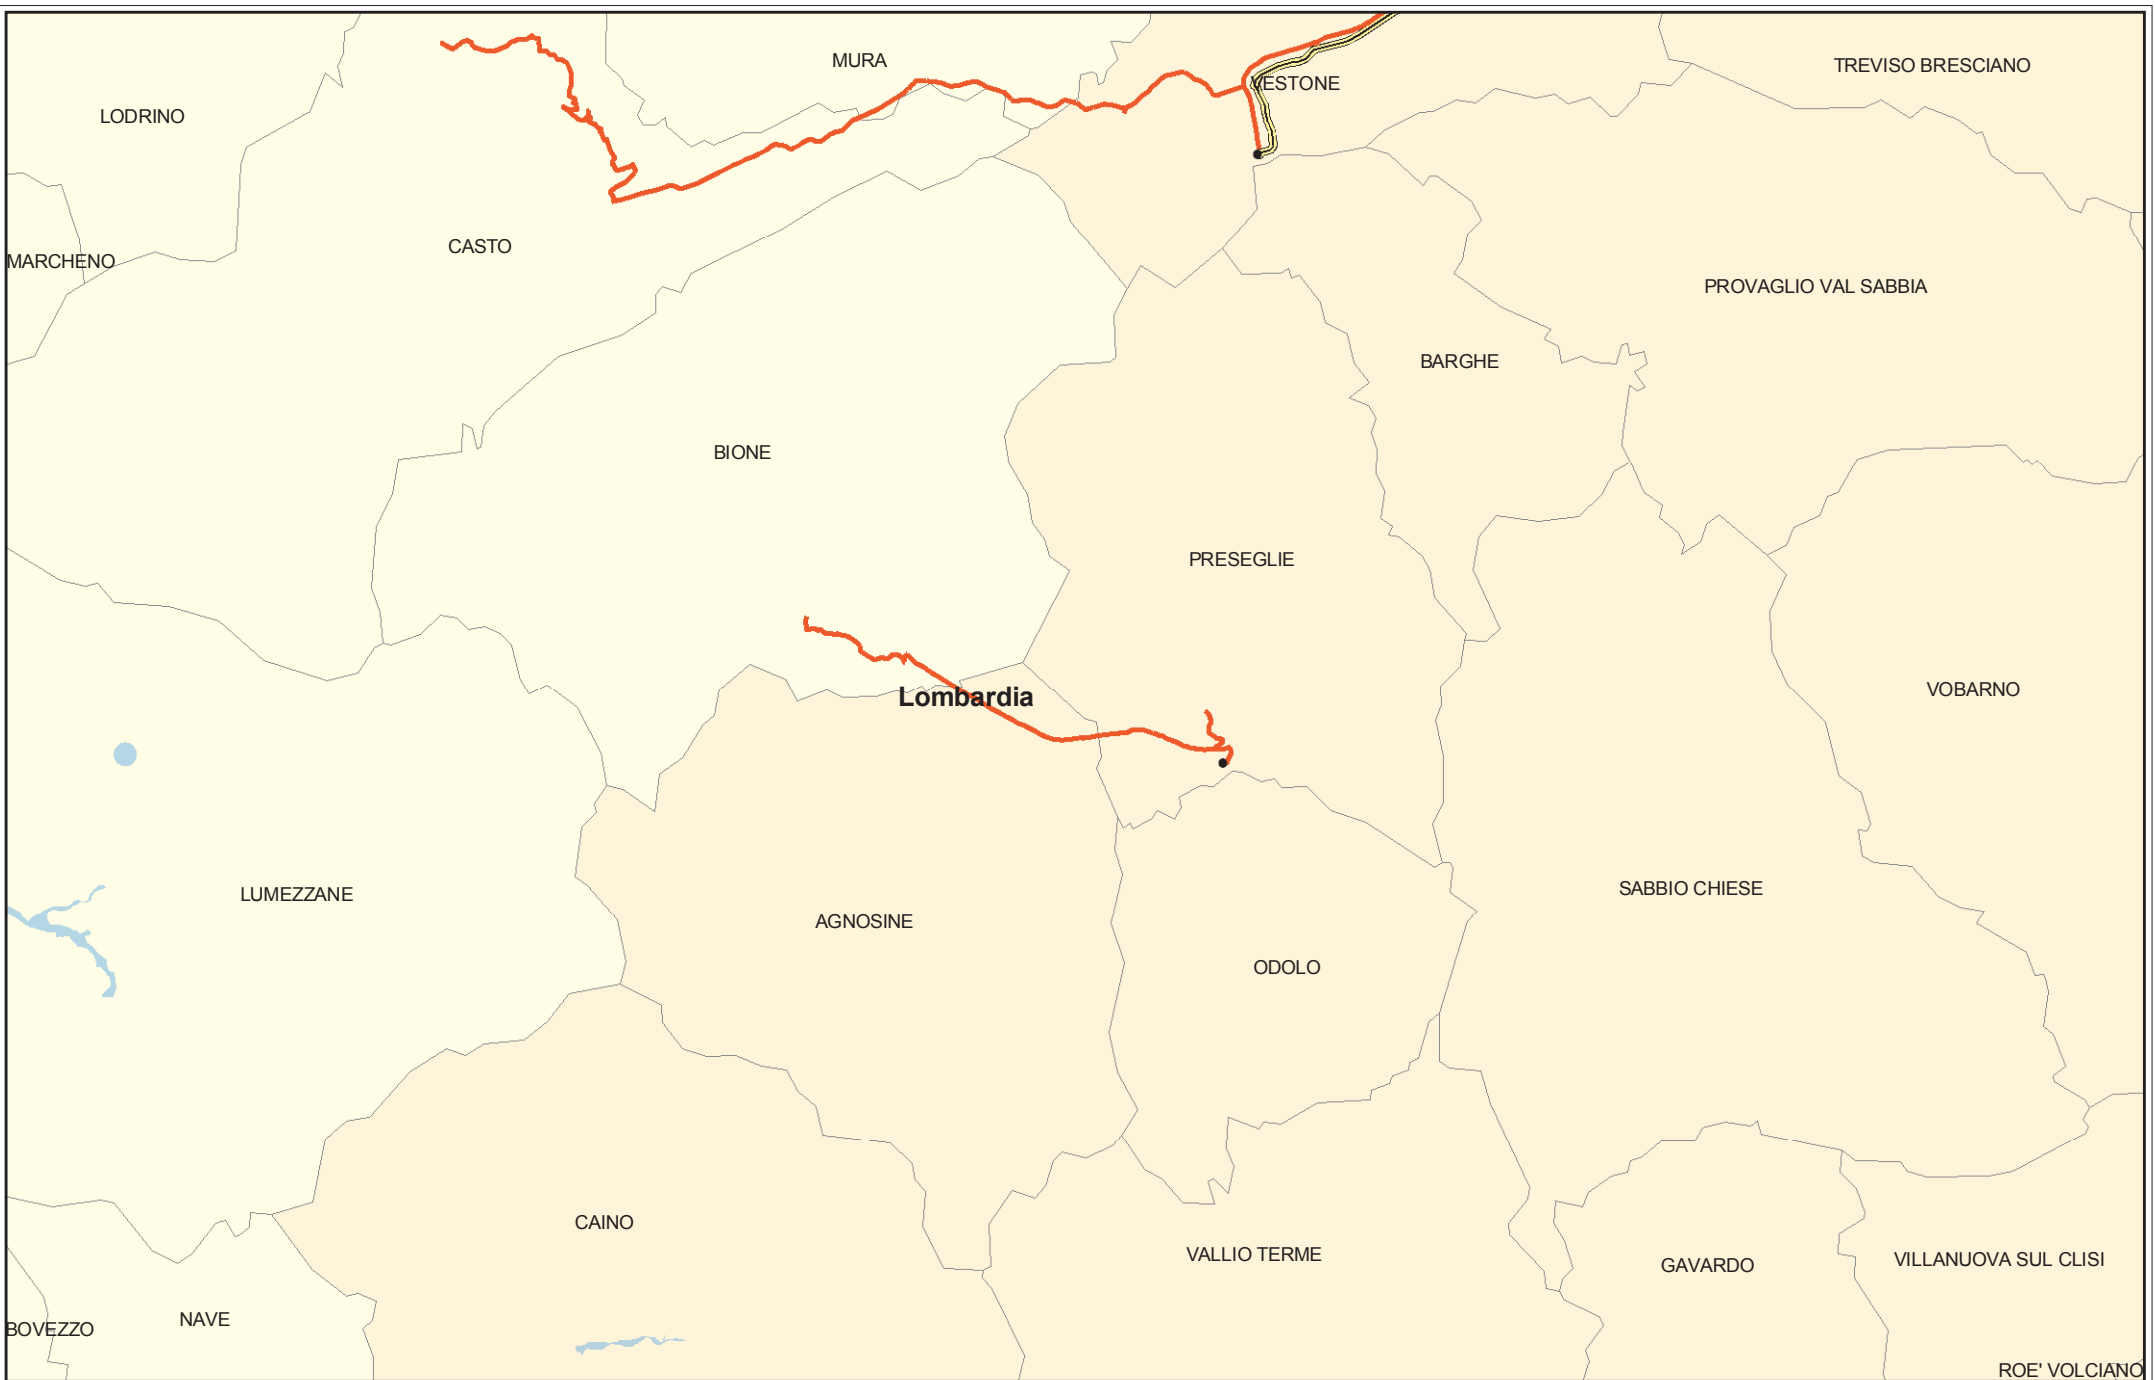 MURA
TREVISO BRESCIANO
VESTONE
LODRINO
CASTO
MARCHENO
PROVAGLIO VAL SABBIA
BARGHE
BIONE
PRESEGLIE
VOBARNO
Lombardia
SABBIO CHIESE
LUMEZZANE
AGNOSINE
ODOLO
CAINO
VALLIO TERME
VILLANUOVA SUL CLISI
GAVARDO
NAVE
BOVEZZO
ROE' VOLCIANO